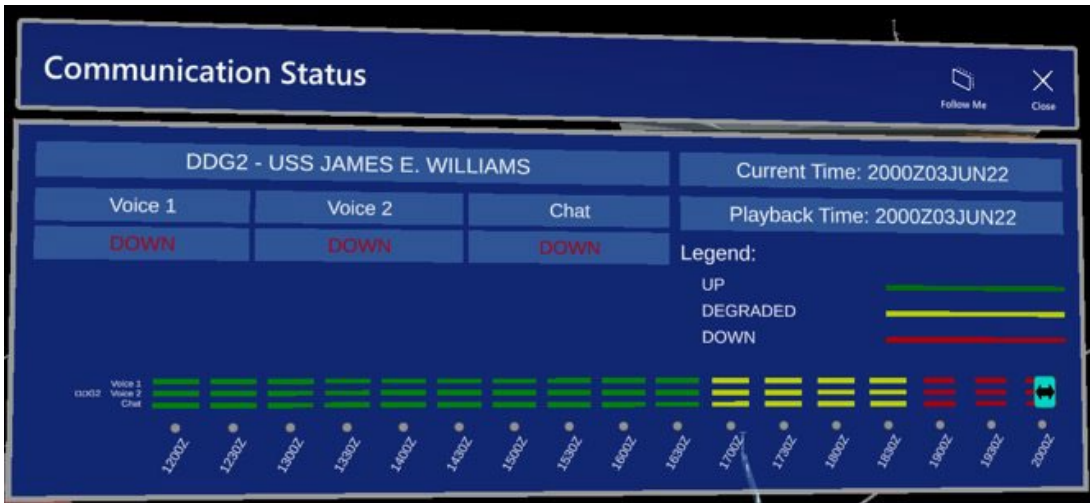 Communication Status
Follow Me
Close
DDG2 - USS JAMES E. WILLIAMS
Current Time: 2000Z03JUN22
Voice 1
Voice 2
Chat
Playback Time: 2000Z03JUN22
DOWN
DOWN
DOWN
Legend:
UP
DEGRADED
DOWN
DDG2
Voice 1
Voice 2
Chat
1200Z
1230Z
1300Z
1330Z
1400Z
1430Z
1500Z
1530Z
1600Z
1630Z
1700Z
1730Z
1800Z
1830Z
1900Z
1930Z
2000Z